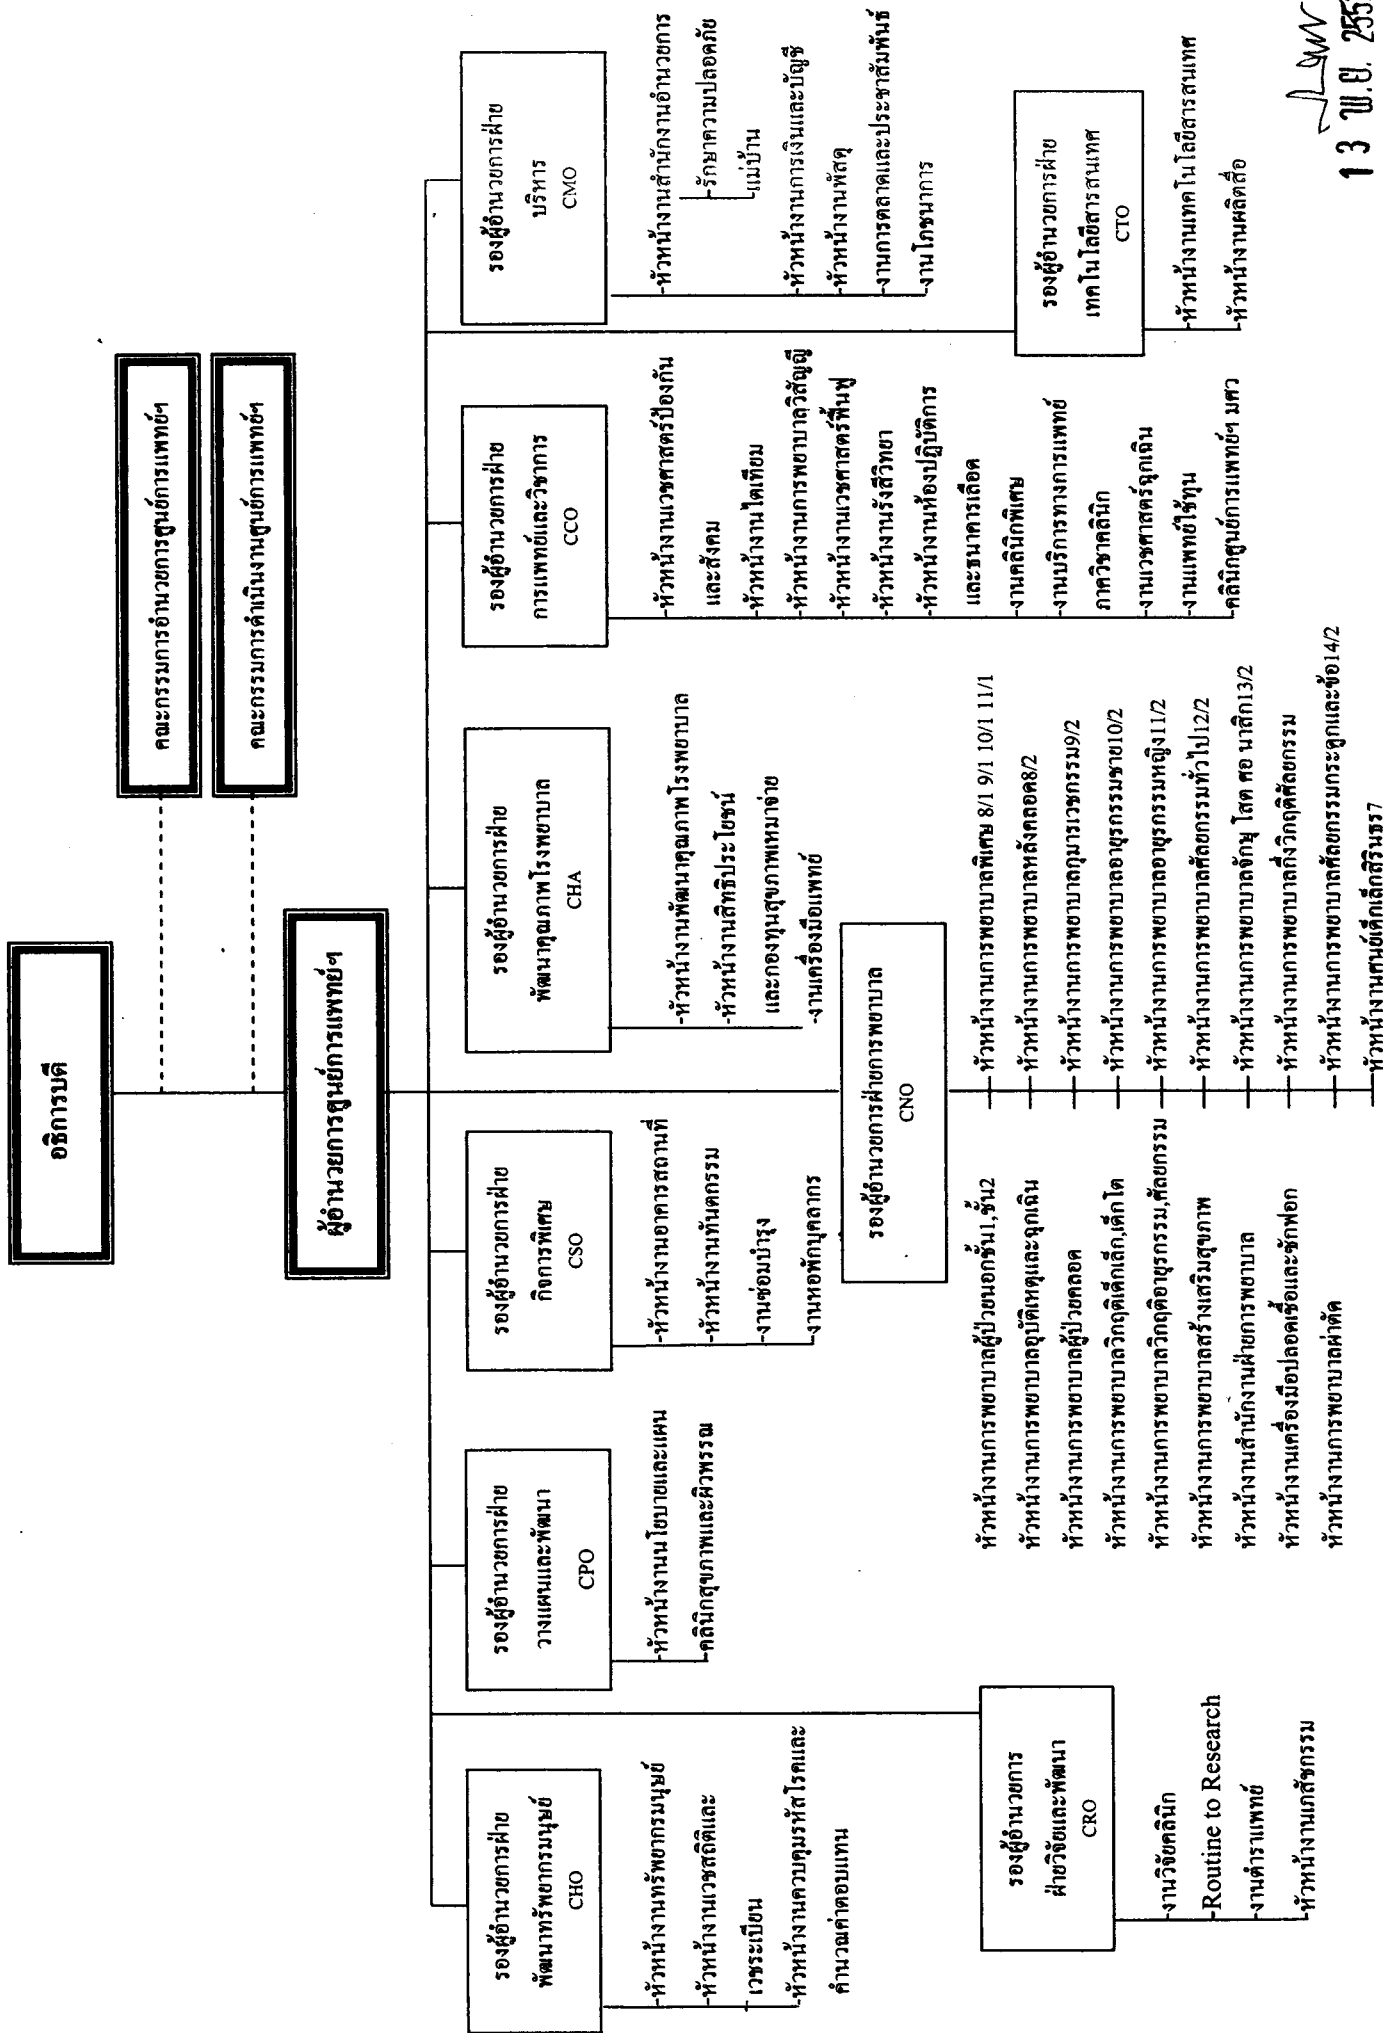 อธิการบดี
คณะกรรมการอำนวยการศูนย์การแพทย์ฯ
คณะกรรมการดำเนินงานศูนย์การแพทย์ฯ
ผู้อำนวยการศูนย์การแพทย์ฯ
รองผู้อำนวยการฝ่าย
พัฒนาทรัพยากรมนุษย์
CHO
-หัวหน้างานทรัพยากรมนุษย์
-หัวหน้างานเวชสถิติและ
เวชระเบียน
-หัวหน้างานควบคุมรหัสโรคและ
คำนวณค่าตอบแทน
รองผู้อำนวยการฝ่าย
วางแผนและพัฒนา
CPO
-หัวหน้างานนโยบายและแผน
-คลินิกสุขภาพและผิวพรรณ
รองผู้อำนวยการฝ่าย
กิจการพิเศษ
CSO
-หัวหน้างานอาคารสถานที่
-หัวหน้างานทันตกรรม
-งานซ่อมบำรุง
-งานหอพักบุคลากร
รองผู้อำนวยการฝ่าย
พัฒนาคุณภาพโรงพยาบาล
CHA
-หัวหน้างานพัฒนาคุณภาพโรงพยาบาล
-หัวหน้างานสิทธิประโยชน์
และกองทุนสุขภาพเหมาจ่าย
-งานเครื่องมือแพทย์
รองผู้อำนวยการฝ่าย
การแพทย์และวิชาการ
CCO
-หัวหน้างานเวชศาสตร์ป้องกัน
และสังคม
-หัวหน้างานไตเทียม
-หัวหน้างานการพยาบาลวิสัญญี
-หัวหน้างานเวชศาสตร์ฟื้นฟู
-หัวหน้างานรังสีวิทยา
-หัวหน้างานห้องปฏิบัติการ
และธนาคารเลือด
-งานคลินิกพิเศษ
-งานบริการทางการแพทย์
ภาควิชาคลินิก
-งานเวชศาสตร์ฉุกเฉิน
-งานแพทย์ใช้ทุน
-คลินิกศูนย์การแพทย์ฯ มศว
รองผู้อำนวยการฝ่าย
บริหาร
CMO
-หัวหน้างานสำนักงานอำนวยการ
-รักษาความปลอดภัย
-แม่บ้าน
-หัวหน้างานการเงินและบัญชี
-หัวหน้างานพัสดุ
-งานการตลาดและประชาสัมพันธ์
-งานโภชนาการ
รองผู้อำนวยการ
ฝ่ายวิจัยและพัฒนา
CRO
-งานวิจัยคลินิก
-Routine to Research
-งานตำราแพทย์
-หัวหน้างานเภสัชกรรม
รองผู้อำนวยการฝ่ายการพยาบาล
CNO
หัวหน้างานการพยาบาลผู้ป่วยนอกชั้น1,ชั้น2
หัวหน้างานการพยาบาลอุบัติเหตุและฉุกเฉิน
หัวหน้างานการพยาบาลผู้ป่วยคลอด
หัวหน้างานการพยาบาลวิกฤติเด็กเล็ก,เด็กโต
หัวหน้างานการพยาบาลวิกฤติอายุรกรรม,ศัลยกรรม
หัวหน้างานการพยาบาลสร้างเสริมสุขภาพ
หัวหน้างานสำนักงานฝ่ายการพยาบาล
หัวหน้างานเครื่องมือปลอดเชื้อและซักฟอก
หัวหน้างานการพยาบาลผ่าตัด
หัวหน้างานการพยาบาลพิเศษ 8/1 9/1 10/1 11/1
หัวหน้างานการพยาบาลหลังคลอด8/2
หัวหน้างานการพยาบาลกุมารเวชกรรม9/2
หัวหน้างานการพยาบาลอายุรกรรมชาย10/2
หัวหน้างานการพยาบาลอายุรกรรมหญิง11/2
หัวหน้างานการพยาบาลศัลยกรรมทั่วไป12/2
หัวหน้างานการพยาบาลจักษุ โสต ศอ นาสิก13/2
หัวหน้างานการพยาบาลกึ่งวิกฤติศัลยกรรม
หัวหน้างานการพยาบาลศัลยกรรมกระดูกและข้อ14/2
หัวหน้างานศูนย์เด็กเล็กสิรินธร7
รองผู้อำนวยการฝ่าย
เทคโนโลยีสารสนเทศ
CTO
-หัวหน้างานเทคโนโลยีสารสนเทศ
-หัวหน้างานผลิตสื่อ
13 พ.ย.